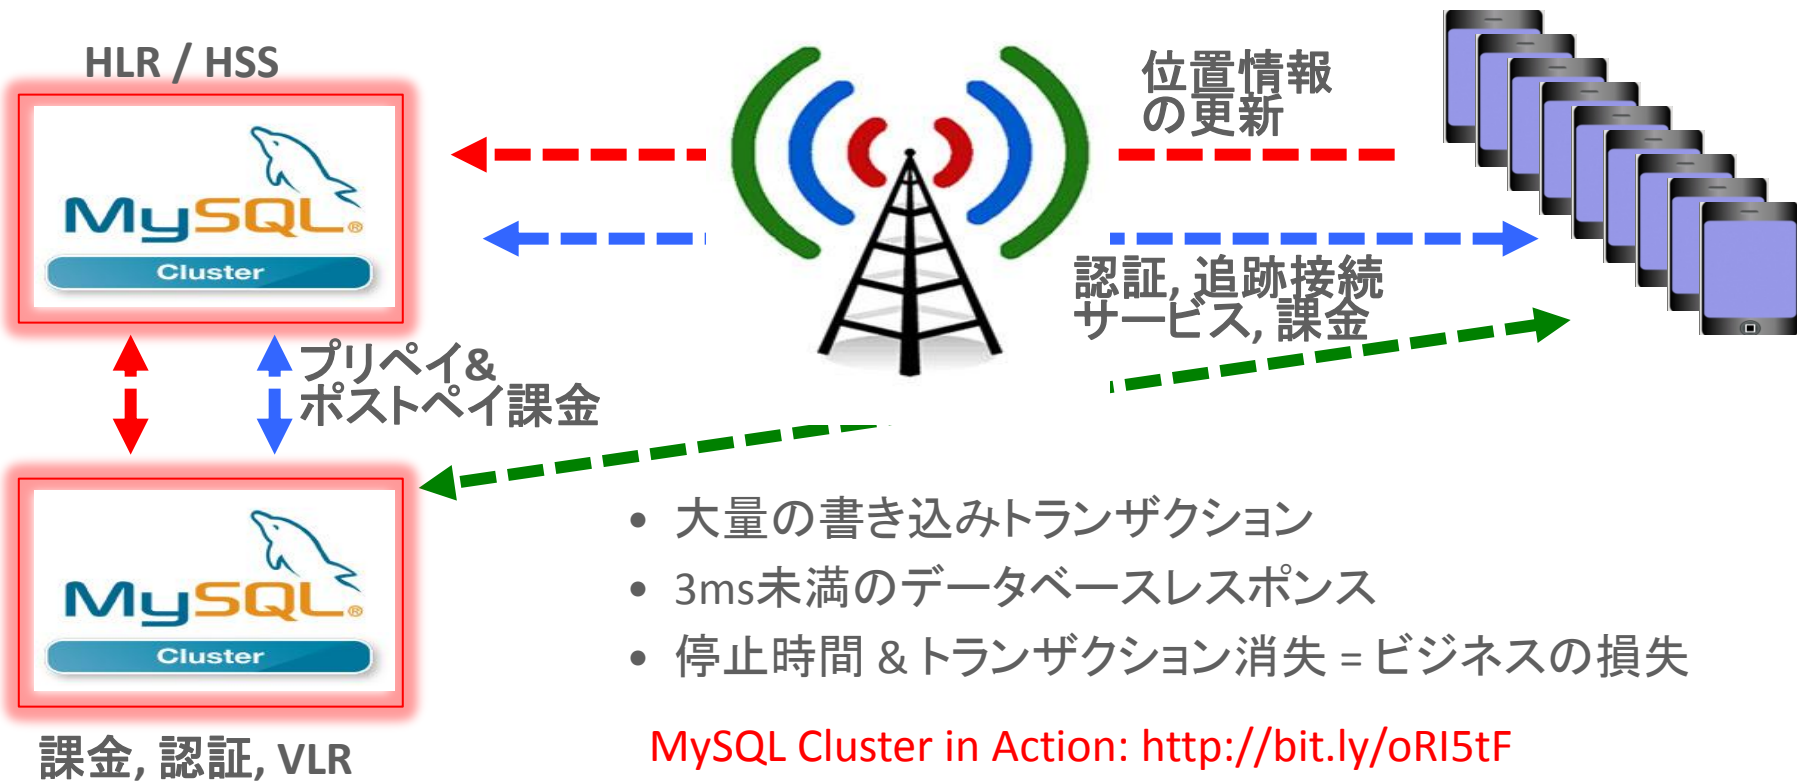 HLR / HSS
MySQL®
Cluster
位置情報
の更新
認証, 追跡接続
サービス, 課金
プリペイ&
ポストペイ課金
MySQL®
Cluster
課金, 認証, VLR
• 大量の書き込みトランザクション
• 3ms未満のデータベースレスポンス
• 停止時間 & トランザクション消失 = ビジネスの損失
MySQL Cluster in Action: http://bit.ly/oRI5tF